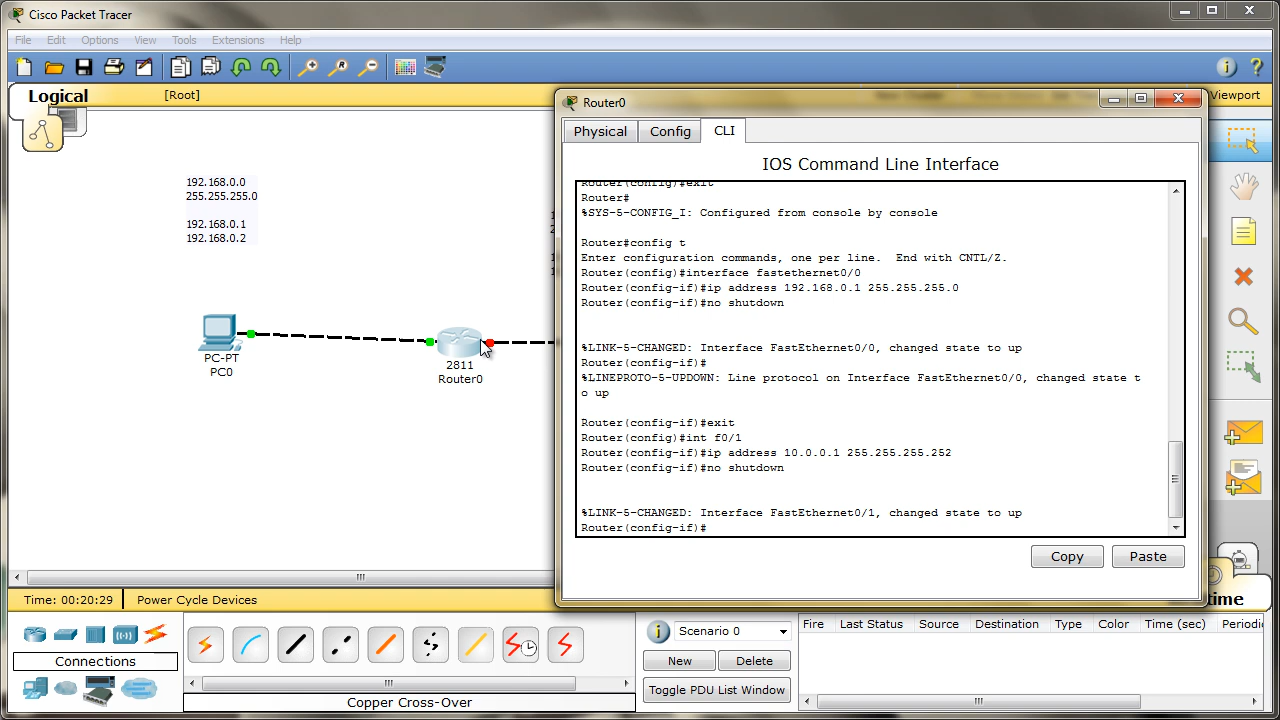 Cisco Packet Tracer
File Edit Options View Tools Extensions Help
Logical
[Root]
Viewport
192.168.0.0
255.255.255.0
192.168.0.1
192.168.0.2
PC-PT
PC0
2811
Router0
Router0
Physical Config CLI
IOS Command Line Interface
Router(config)#exit
Router#
%SYS-5-CONFIG_I: Configured from console by console
Router#config t
Enter configuration commands, one per line.  End with CNTL/Z.
Router(config)#interface fastethernet0/0
Router(config-if)#ip address 192.168.0.1 255.255.255.0
Router(config-if)#no shutdown
%LINK-5-CHANGED: Interface FastEthernet0/0, changed state to up
Router(config-if)#
%LINEPROTO-5-UPDOWN: Line protocol on Interface FastEthernet0/0, changed state t
o up
Router(config-if)#exit
Router(config)#int f0/1
Router(config-if)#ip address 10.0.0.1 255.255.255.252
Router(config-if)#no shutdown
%LINK-5-CHANGED: Interface FastEthernet0/1, changed state to up
Router(config-if)#
Copy Paste
Time: 00:20:29 Power Cycle Devices
Connections
Copper Cross-Over
Scenario 0
New Delete
Toggle PDU List Window
Fire Last Status Source Destination Type Color Time (sec) Periodic